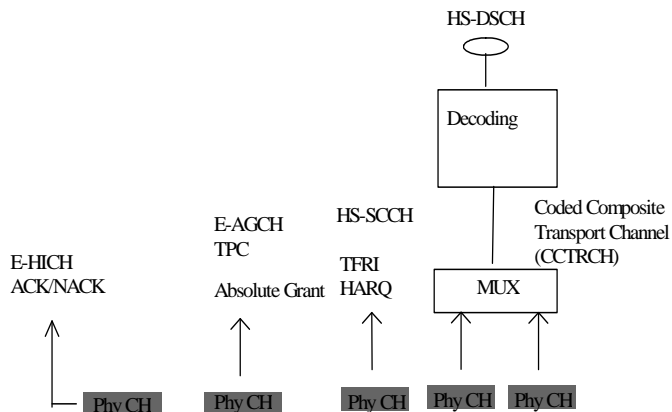 HS-DSCH
Decoding
E-AGCH
TPC
Absolute Grant
HS-SCCH
TFRI
HARQ
Coded Composite
Transport Channel
(CCTRCH)
E-HICH
ACK/NACK
MUX
Phy CH
Phy CH
Phy CH
Phy CH
Phy CH